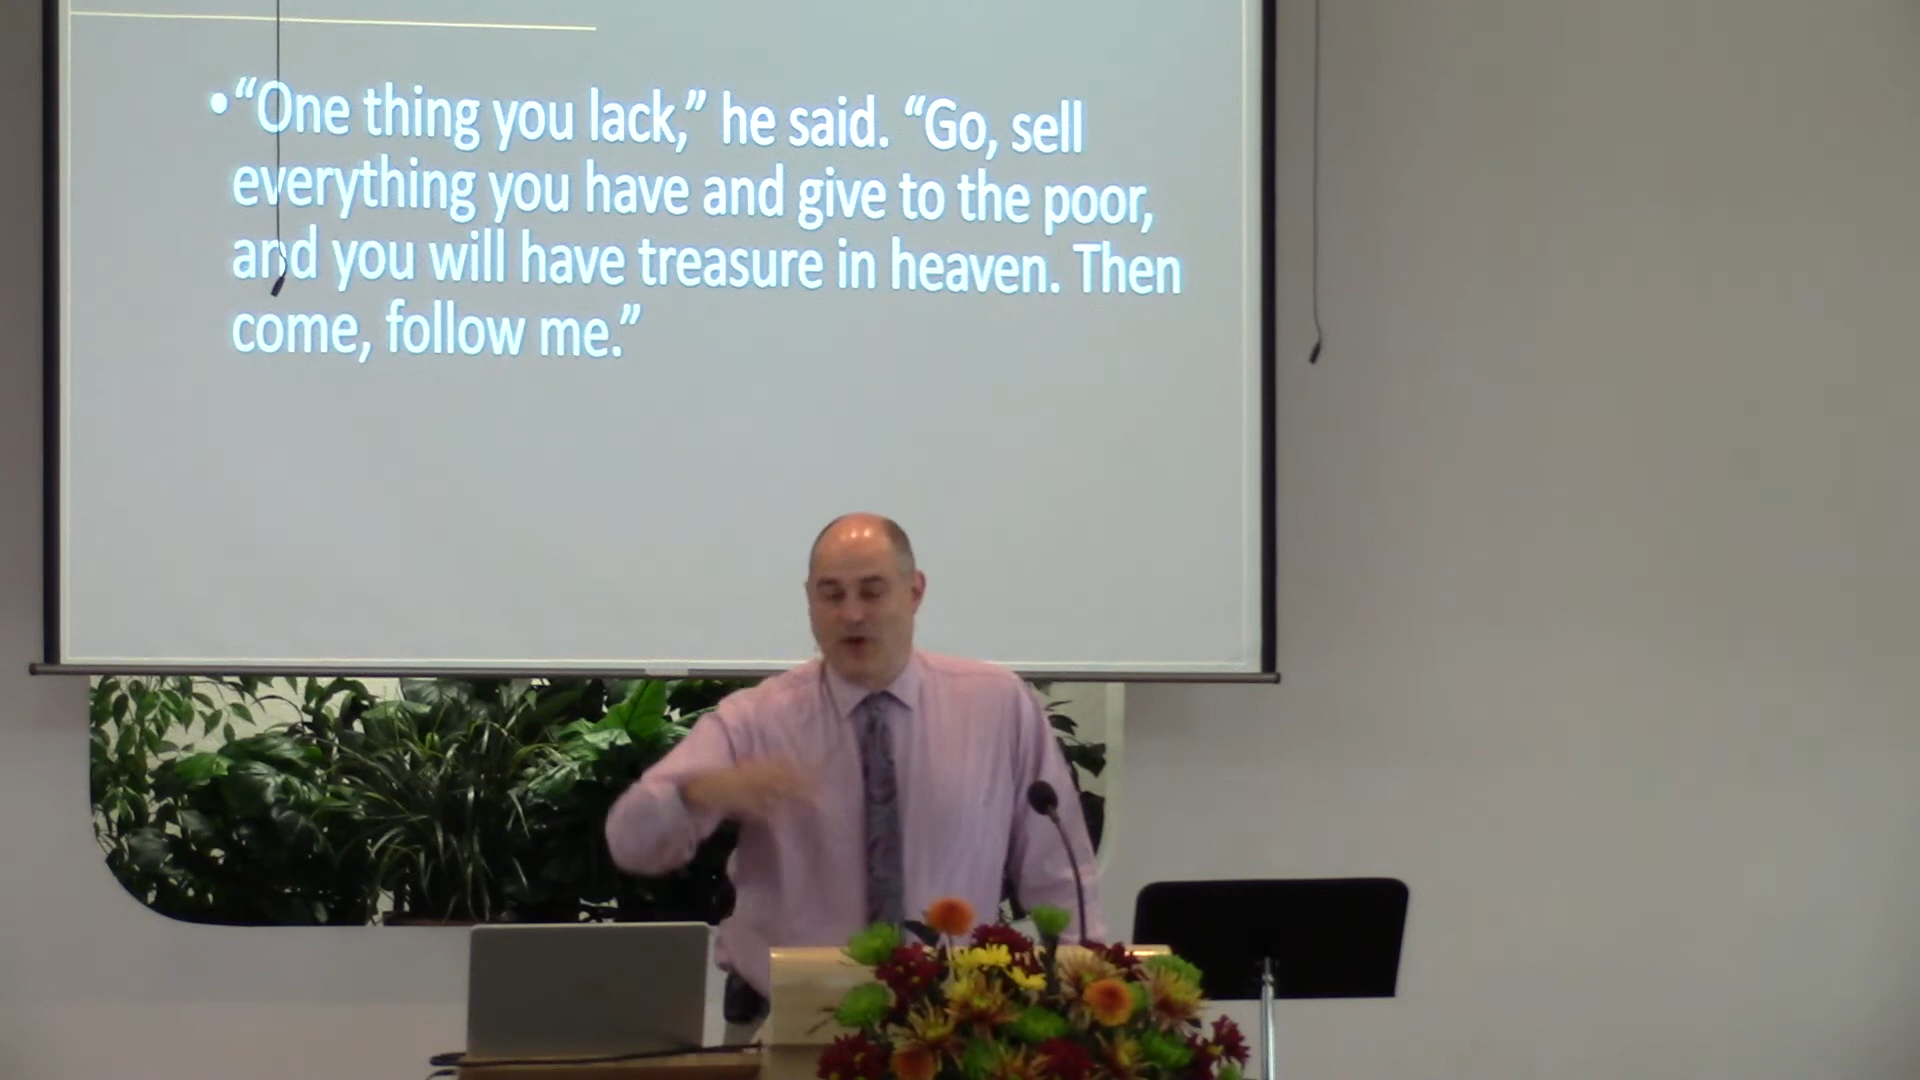 •“One thing you lack,” he said. “Go, sell
everything you have and give to the poor,
and you will have treasure in heaven. Then
come, follow me.”